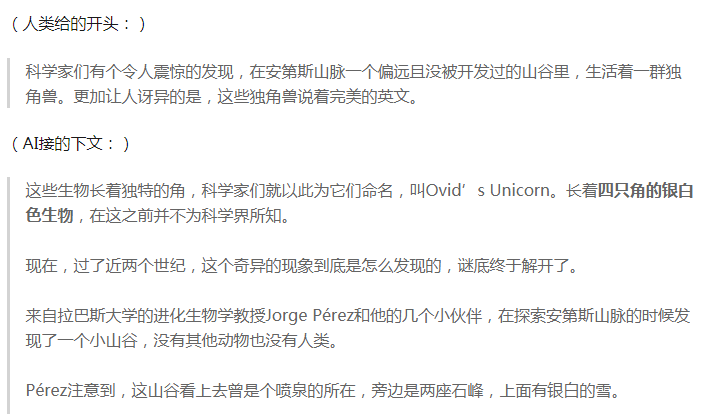 （人类给的开头：）
科学家们有个令人震惊的发现，在安第斯山脉一个偏远且没被开发过的山谷里，生活着一群独
角兽。更加让人讶异的是，这些独角兽说着完美的英文。
（AI接的下文：）
这些生物长着独特的角，科学家们就以此为它们命名，叫Ovid’s Unicorn。长着四只角的银白
色生物，在这之前并不为科学界所知。
现在，过了近两个世纪，这个奇异的现象到底是怎么发现的，谜底终于解开了。
来自拉巴斯大学的进化生物学教授Jorge Pérez和他的几个小伙伴，在探索安第斯山脉的时候发
现了一个小山谷，没有其他动物也没有人类。
Pérez注意到，这山谷看上去曾是个喷泉的所在，旁边是两座石峰，上面有银白的雪。